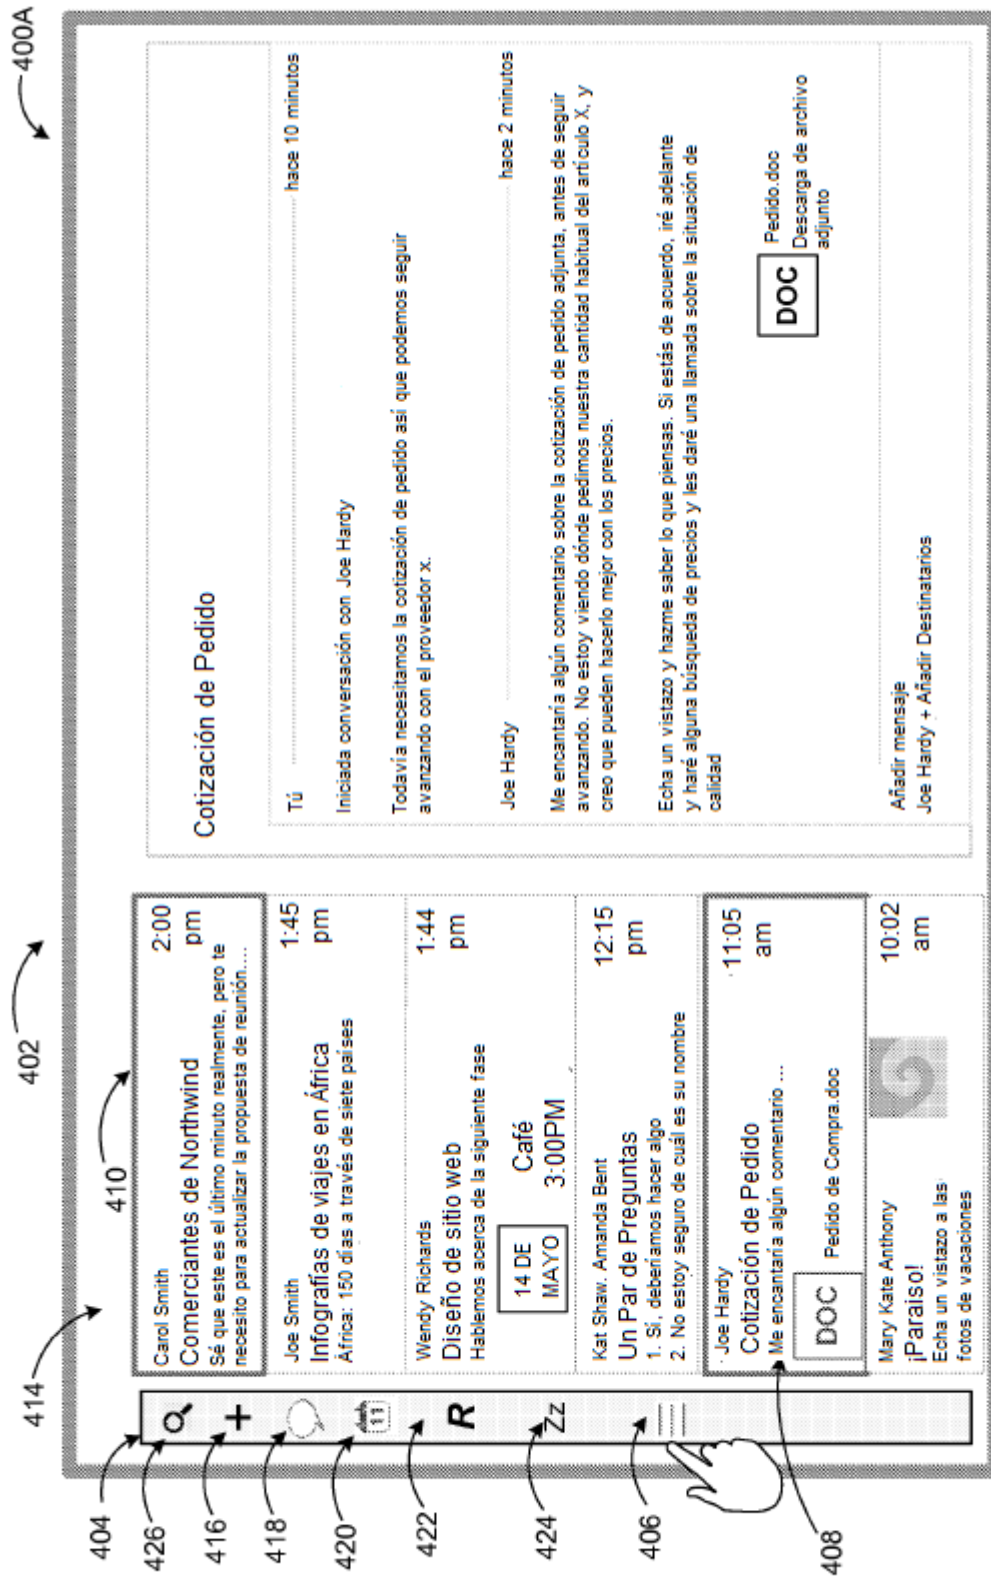 400A
402
414
410
404
426
416
418
420
422
424
406
408
11
R
Zz
Carol Smith
2:00 pm
Comerciantes de Northwind
Sé que este es el último minuto realmente, pero te
necesito para actualizar la propuesta de reunión....
Joe Smith
1:45 pm
Infografías de viajes en África
África: 150 días a través de siete países
Wendy Richards
1:44 pm
Diseño de sitio web
Hablemos acerca de la siguiente fase
14 DE
MAYO
Café
3:00PM
Kat Shaw. Amanda Bent
12:15 pm
Un Par de Preguntas
1. Sí, deberíamos hacer algo
2. No estoy seguro de cuál es su nombre
Joe Hardy
11:05 am
Cotización de Pedido
Me encantaría algún comentario ...
DOC
Pedido de Compra.doc
Mary Kate Anthony
10:02 am
¡Paraiso!
Echa un vistazo a las
fotos de vacaciones
Cotización de Pedido
Tú
hace 10 minutos
Iniciada conversación con Joe Hardy
Todavía necesitamos la cotización de pedido así que podemos seguir
avanzando con el proveedor x.
Joe Hardy
hace 2 minutos
Me encantaría algún comentario sobre la cotización de pedido adjunta, antes de seguir
avanzando. No estoy viendo dónde pedimos nuestra cantidad habitual del artículo X, y
creo que pueden hacerlo mejor con los precios.
Echa un vistazo y hazme saber lo que piensas. Si estás de acuerdo, iré adelante
y haré alguna búsqueda de precios y les daré una llamada sobre la situación de
calidad
DOC
Pedido.doc
Descarga de archivo
adjunto
Añadir mensaje
Joe Hardy + Añadir Destinatarios